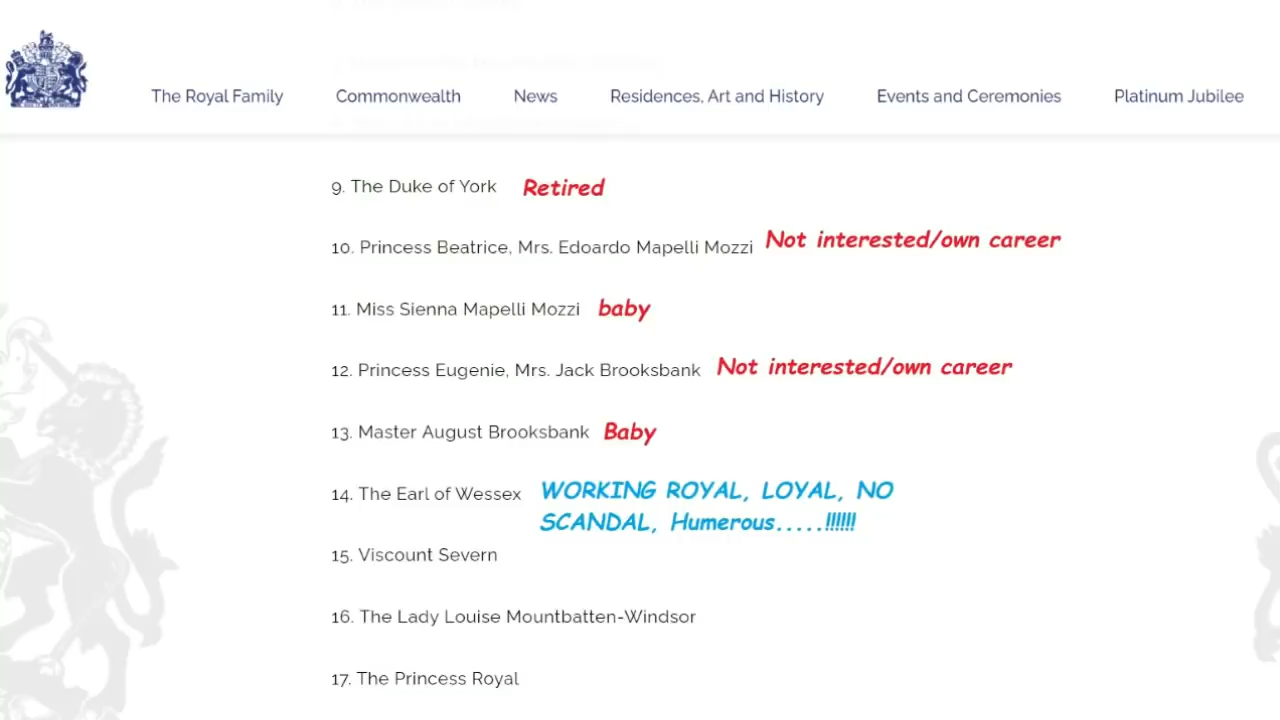 The Royal Family Commonwealth News Residences, Art and History Events and Ceremonies Platinum Jubilee
9. The Duke of York Retired
10. Princess Beatrice, Mrs. Edoardo Mapelli Mozzi Not interested/own career
11. Miss Sienna Mapelli Mozzi baby
12. Princess Eugenie, Mrs. Jack Brooksbank Not interested/own career
13. Master August Brooksbank Baby
14. The Earl of Wessex WORKING ROYAL, LOYAL, NO
SCANDAL, Humerous.....!!!!!!
15. Viscount Severn
16. The Lady Louise Mountbatten-Windsor
17. The Princess Royal